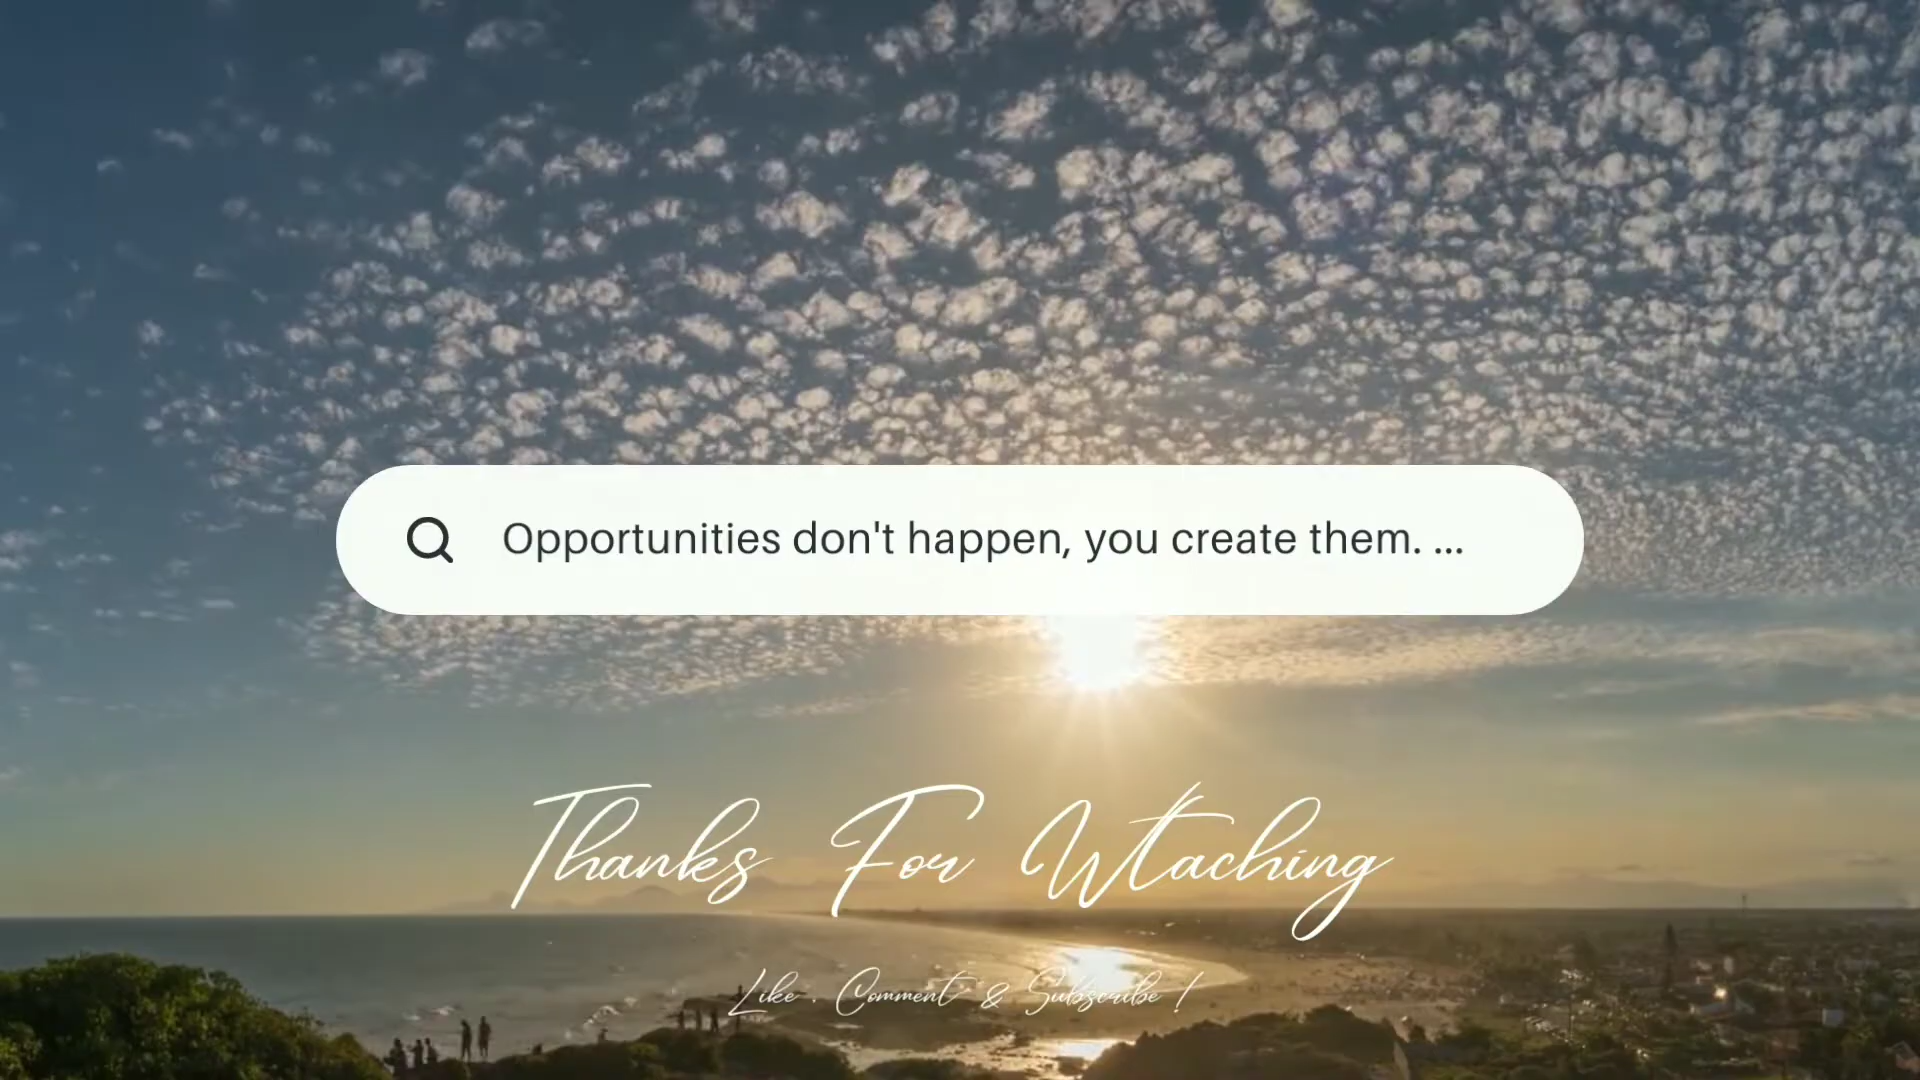 Opportunities don't happen, you create them. ...
Thanks For Wtaching
Like . Comment & Subscribe !